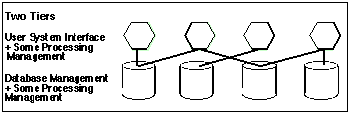 Two Tiers
User System Interface
+ Some Processing
Management
Database Management
+ Some Processing
Management